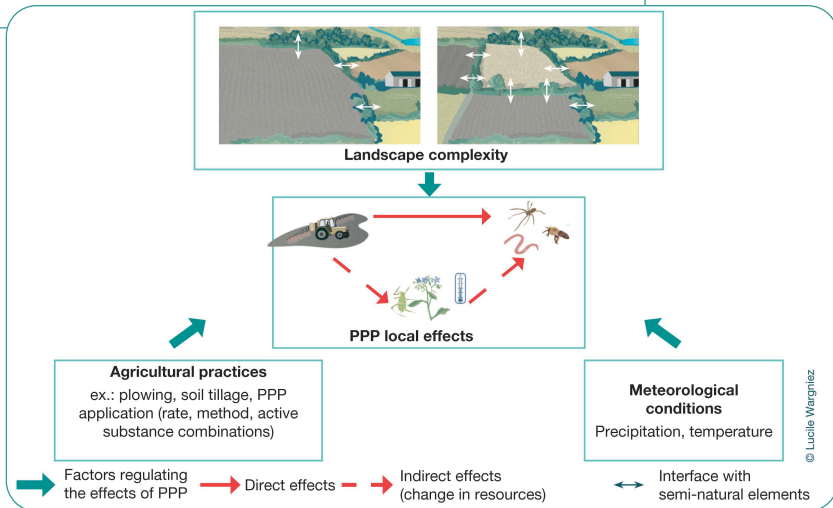 Landscape complexity
PPP local effects
Agricultural practices
ex.: plowing, soil tillage, PPP
application (rate, method, active
substance combinations)
Meteorological
conditions
Precipitation, temperature
© Lucile Wargniez
Factors regulating
the effects of PPP
Direct effects
Indirect effects
(change in resources)
Interface with
semi-natural elements